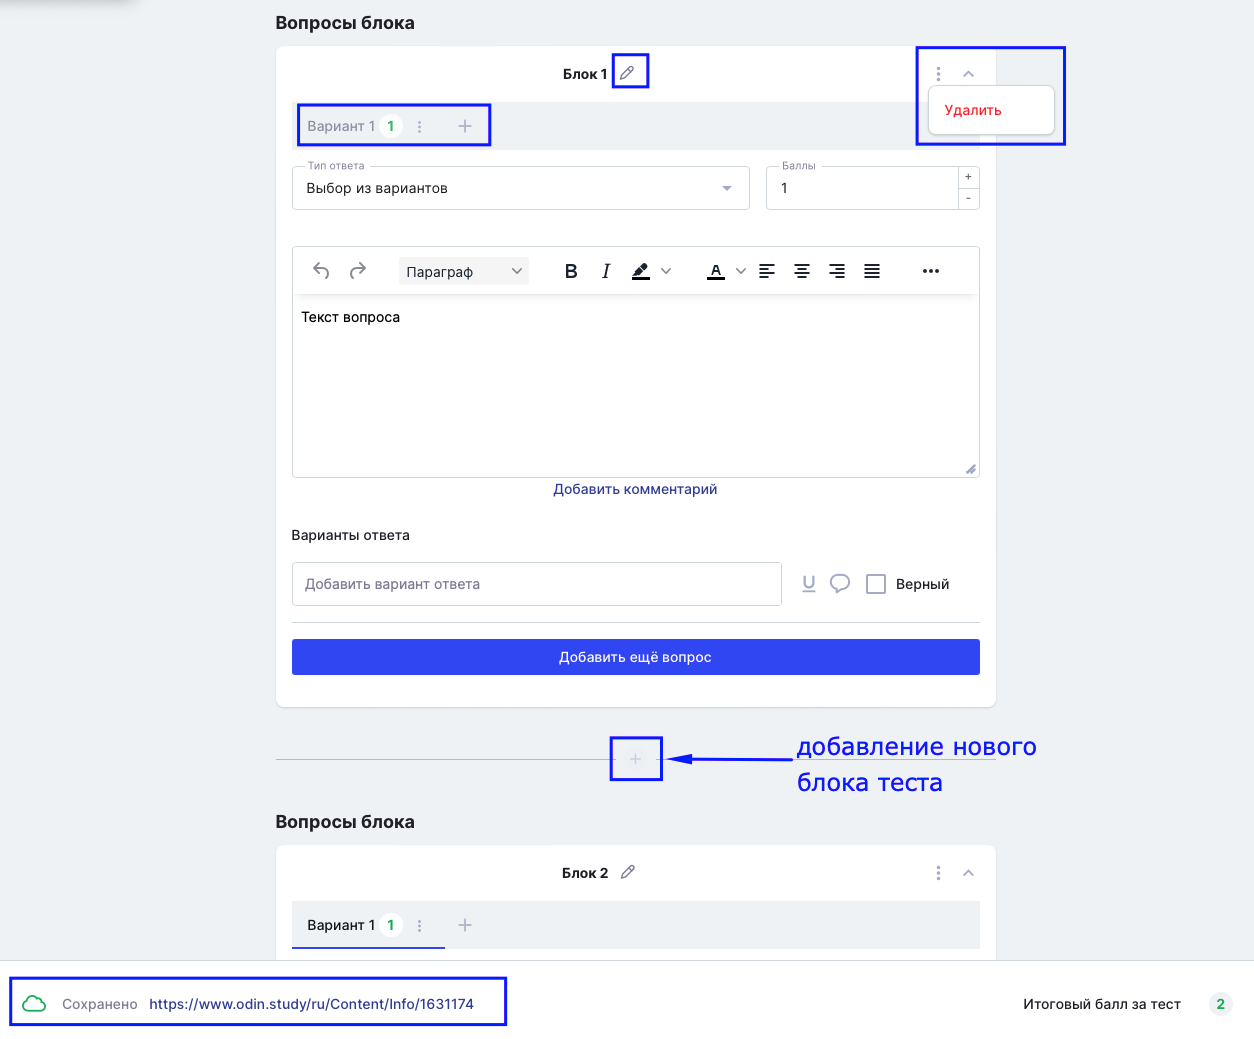 Вопросы блока
Блок 1
Удалить
Вариант 1 1
Тип ответа
Выбор из вариантов
Баллы
1
+
-
Параграф
B I A
Текст вопроса
Добавить комментарий
Варианты ответа
Добавить вариант ответа
U
Верный
Добавить ещё вопрос
+
добавление нового
блока теста
Вопросы блока
Блок 2
Вариант 1 1
Сохранено https://www.odin.study/ru/Content/Info/1631174
Итоговый балл за тест 2